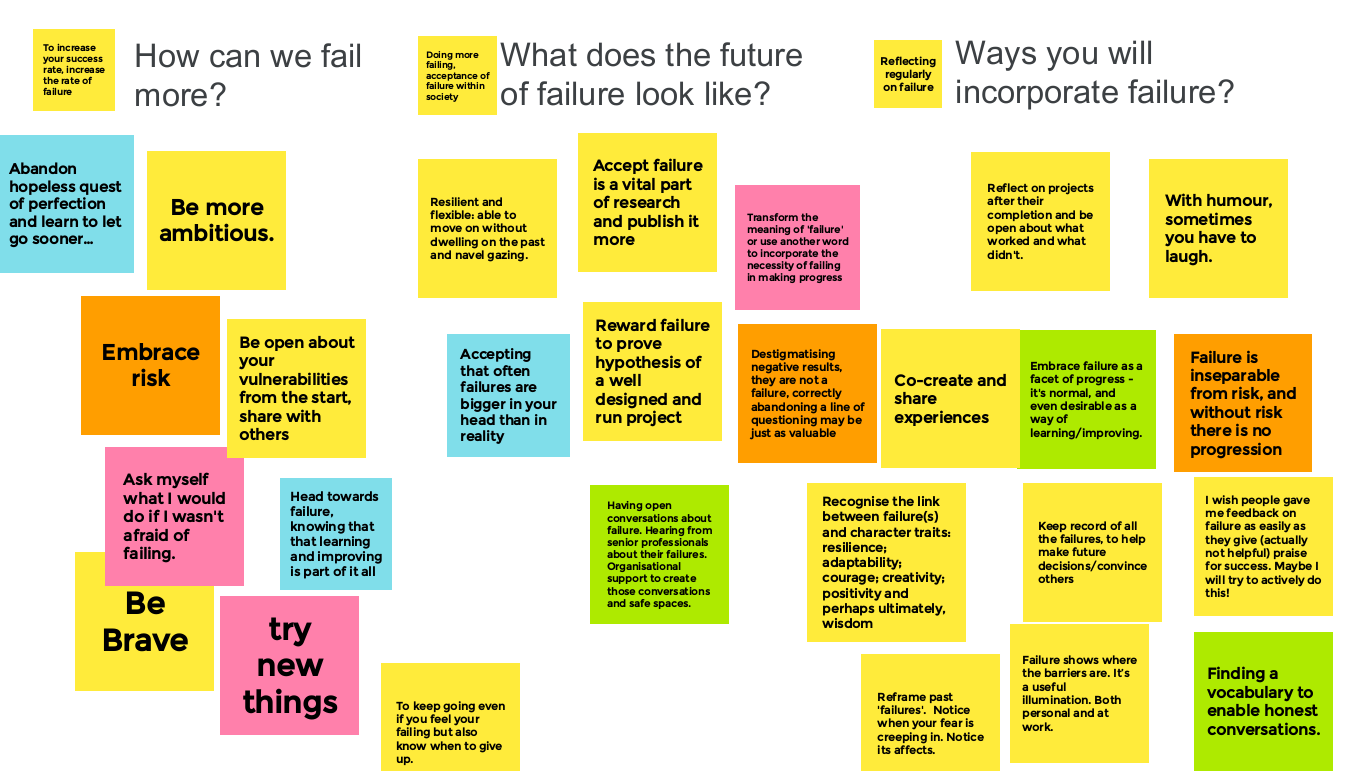 To increase
your success
rate, increase
the rate of
failure
How can we fail
more?
Abandon
hopeless quest
of perfection
and learn to let
go sooner...
Be more
ambitious.
Embrace
risk
Be open about
your
vulnerabilities
from the start,
share with
others
Ask myself
what I would
do if I wasn't
afraid of
failing.
Head towards
failure,
knowing that
that learning
and improving
is part of it all
Be
Brave
try
new
things
To keep going even
if you feel your
failing but also
know when to give
up.
Doing more
failing,
acceptance of
failure within
society
What does the future
of failure look like?
Resilient and
flexible: able to
move on without
dwelling on the past
and navel gazing.
Accept failure
is a vital part
of research
and publish it
more
Transform the
meaning of 'failure'
or use another word
to incorporate the
necessity of failing
in making progress
Accepting
that often
failures are
bigger in your
head than in
reality
Reward failure
to prove
hypothesis of
a well
designed and
run project
Destigmatising
negative results,
they are not a
failure, correctly
abandoning a line of
questioning may be
just as valuable
Having open
conversations about
failure. Hearing from
senior professionals
about their failures.
Organisational
support to create
those conversations
and safe spaces.
Reflecting
regularly
on failure
Ways you will
incorporate failure?
Reflect on projects
after their
completion and be
open about what
worked and what
didn't.
With humour,
sometimes
you have to
laugh.
Co-create and
share
experiences
Embrace failure as a
facet of progress -
it's normal, and
even desirable as a
way of
learning/improving.
Failure is
inseparable
from risk, and
without risk
there is no
progression
Recognise the link
between failure(s)
and character traits:
resilience;
adaptability;
courage; creativity;
positivity and
perhaps ultimately,
wisdom
Keep record of all
the failures, to help
make future
decisions/convince
others
I wish people gave
me feedback on
failure as easily as
they give (actually
not helpful) praise
for success. Maybe I
will try to actively do
this!
Reframe past
'failures'. Notice
when your fear is
creeping in. Notice
its affects.
Failure shows where
the barriers are. It's
a useful
illumination. Both
personal and at
work.
Finding a
vocabulary to
enable honest
conversations.